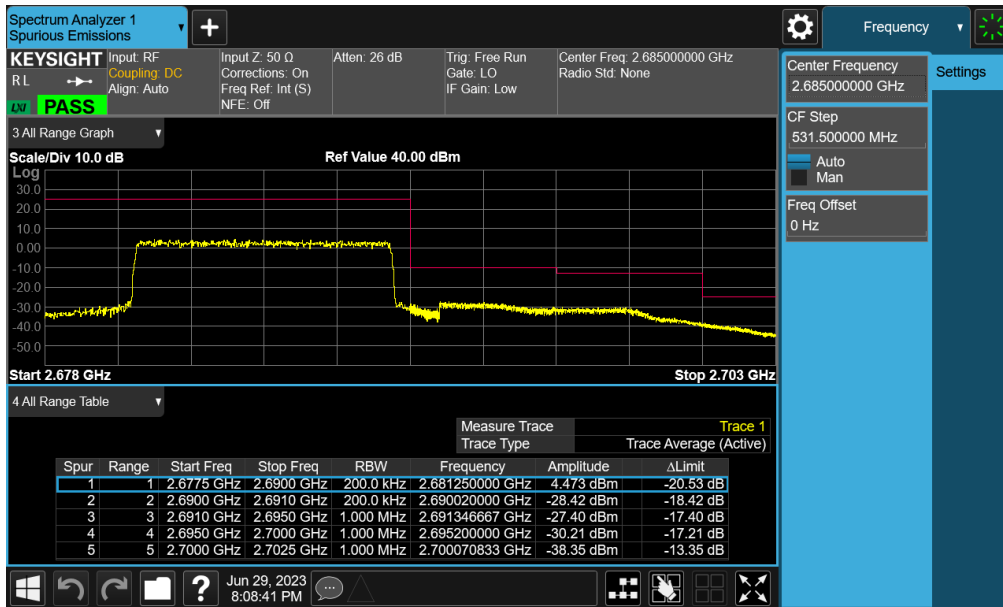 Spectrum Analyzer 1
Spurious Emissions
+
Frequency
KEYSIGHT
R L
LXI
PASS
Input: RF
Coupling: DC
Align: Auto
Input Z: 50 Ω
Corrections: On
Freq Ref: Int (S)
NFE: Off
Atten: 26 dB
Trig: Free Run
Gate: LO
IF Gain: Low
Center Freq: 2.685000000 GHz
Radio Std: None
Center Frequency
2.685000000 GHz
Settings
CF Step
531.500000 MHz
Auto
Man
Freq Offset
0 Hz
3 All Range Graph
Scale/Div 10.0 dB
Ref Value 40.00 dBm
Log
30.0
20.0
10.0
0.00
-10.0
-20.0
-30.0
-40.0
-50.0
Start 2.678 GHz
Stop 2.703 GHz
4 All Range Table
Measure Trace Trace 1
Trace Type Trace Average (Active)
Spur Range Start Freq Stop Freq RBW Frequency Amplitude ΔLimit
1 1 2.6775 GHz 2.6900 GHz 200.0 kHz 2.681250000 GHz 4.473 dBm -20.53 dB
2 2 2.6900 GHz 2.6910 GHz 200.0 kHz 2.690020000 GHz -28.42 dBm -18.42 dB
3 3 2.6910 GHz 2.6950 GHz 1.000 MHz 2.691346667 GHz -27.40 dBm -17.40 dB
4 4 2.6950 GHz 2.7000 GHz 1.000 MHz 2.695200000 GHz -30.21 dBm -17.21 dB
5 5 2.7000 GHz 2.7025 GHz 1.000 MHz 2.700070833 GHz -38.35 dBm -13.35 dB
?
Jun 29, 2023
8:08:41 PM